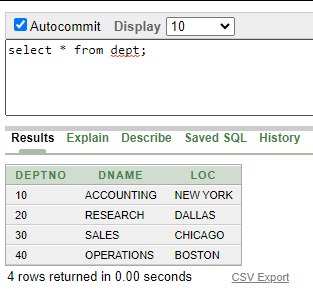 Autocommit Display 10
select * from dept;
Results Explain Describe Saved SQL History
DEPTNO DNAME LOC
10 ACCOUNTING NEW YORK
20 RESEARCH DALLAS
30 SALES CHICAGO
40 OPERATIONS BOSTON
4 rows returned in 0.00 seconds CSV Export